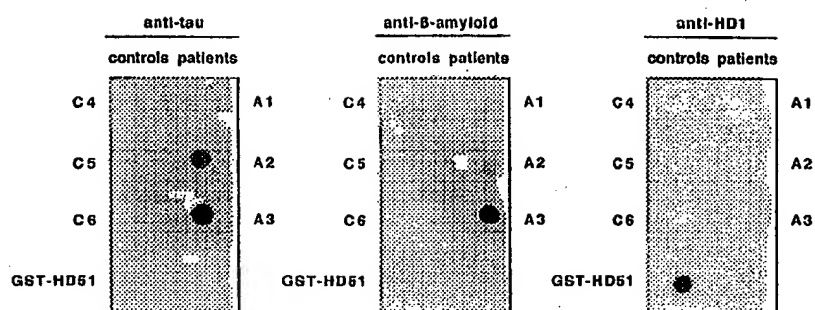 anti-tau anti-β-amyloid anti-HD1
controls patients controls patients controls patients
C4 A1 C4 A1 C4 A1
C5 A2 C5 A2 C5 A2
C6 A3 C6 A3 C6 A3
GST-HD51 GST-HD51 GST-HD51